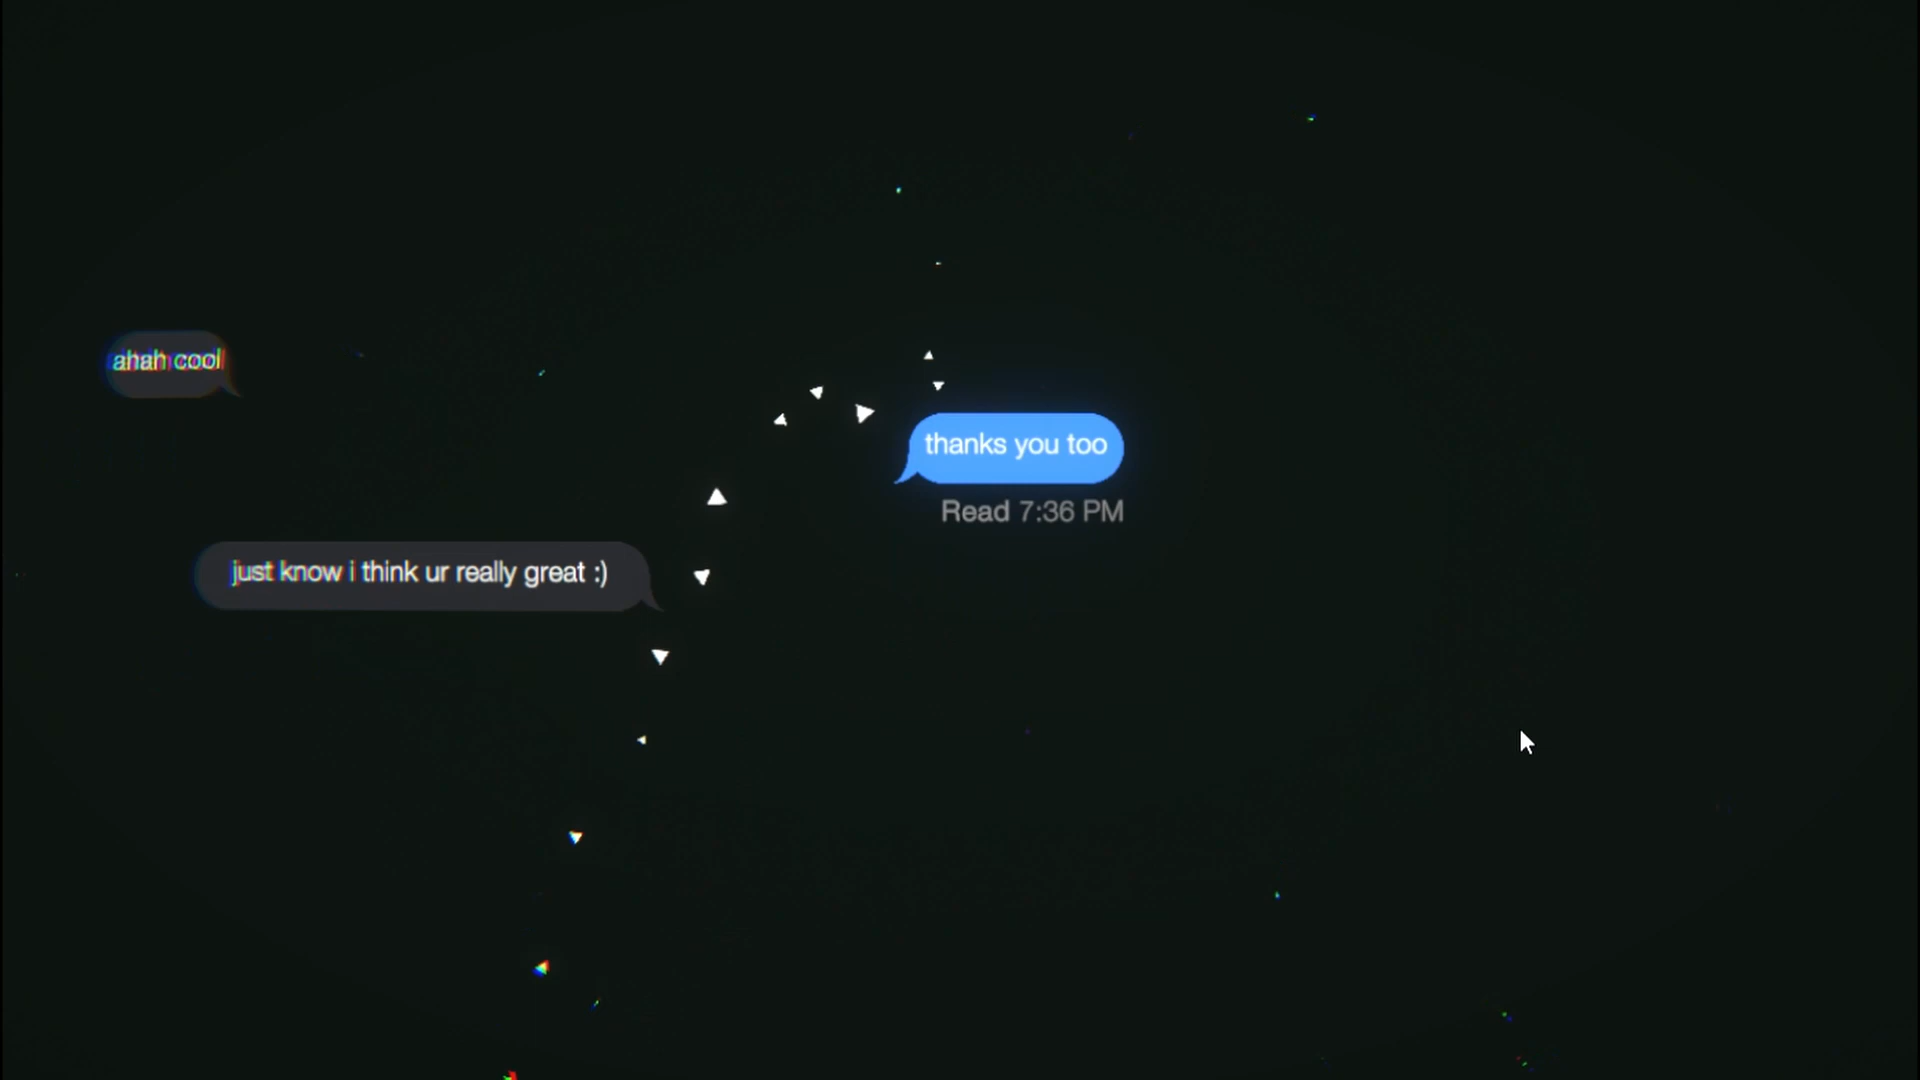 ahah cool
thanks you too
Read 7:36 PM
just know i think ur really great :)